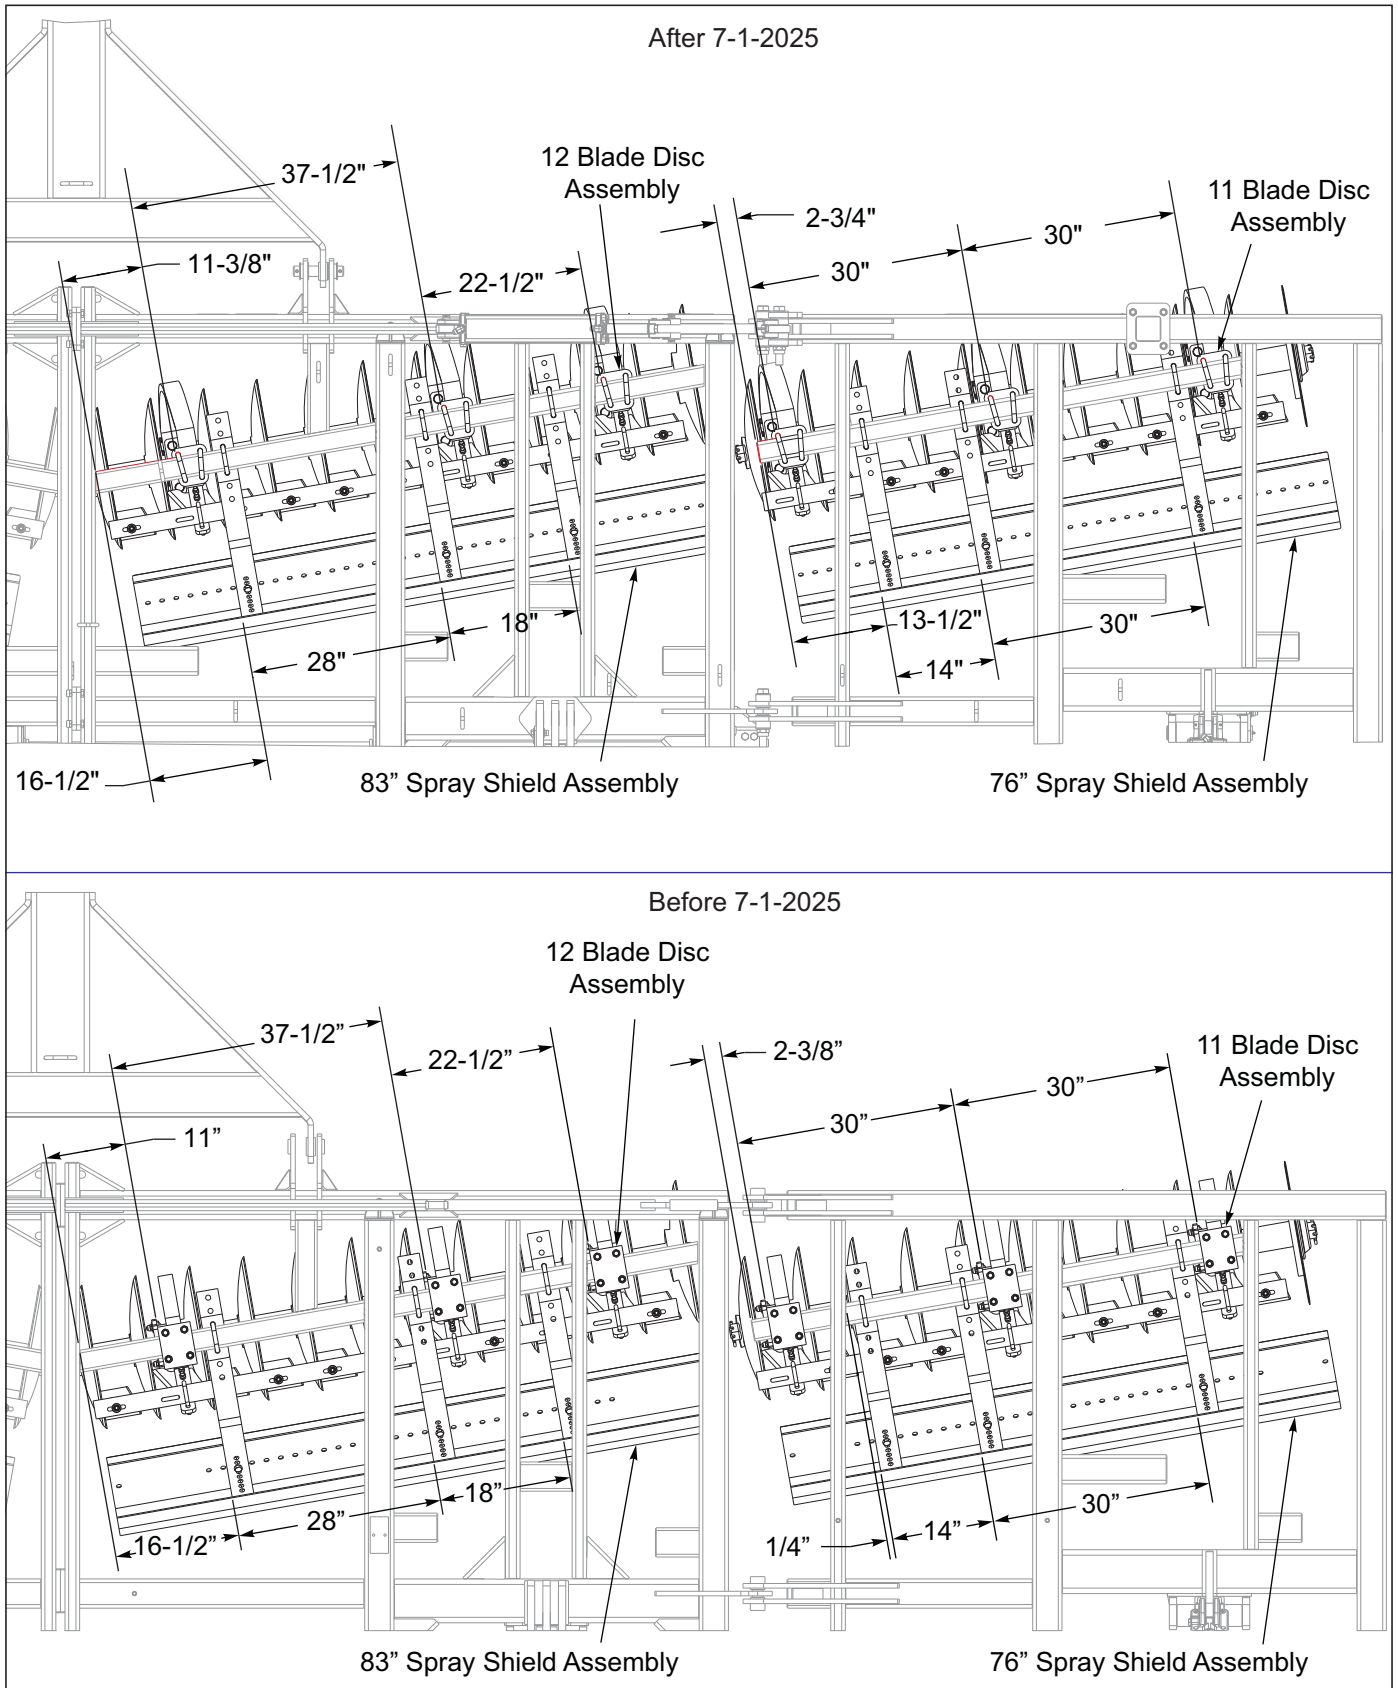 After 7-1-2025
12 Blade Disc
Assembly
37-1/2"
11 Blade Disc
Assembly
2-3/4"
30"
11-3/8"
30"
22-1/2"
13-1/2"
30"
18"
28"
14"
16-1/2"
83” Spray Shield Assembly
76” Spray Shield Assembly
Before 7-1-2025
12 Blade Disc
Assembly
37-1/2”
22-1/2”
2-3/8”
11 Blade Disc
Assembly
30”
30”
11”
18”
28”
16-1/2”
30”
14”
1/4”
83” Spray Shield Assembly
76” Spray Shield Assembly